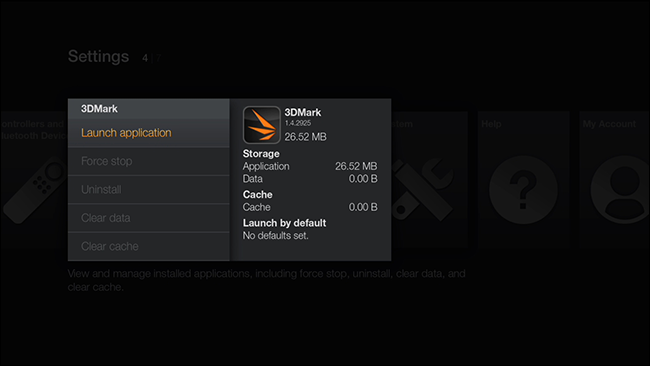 Settings 4
3DMark
Launch application
Force stop
Uninstall
Clear data
Clear cache
3DMark
1.4.2925
26.52 MB
Storage
Application 26.52 MB
Data 0.00 B
Cache
Cache 0.00 B
Launch by default
No defaults set.
ontrollers and
luetooth Devic
stem
Help
My Account
View and manage installed applications, including force stop, uninstall, clear data, and
clear cache.